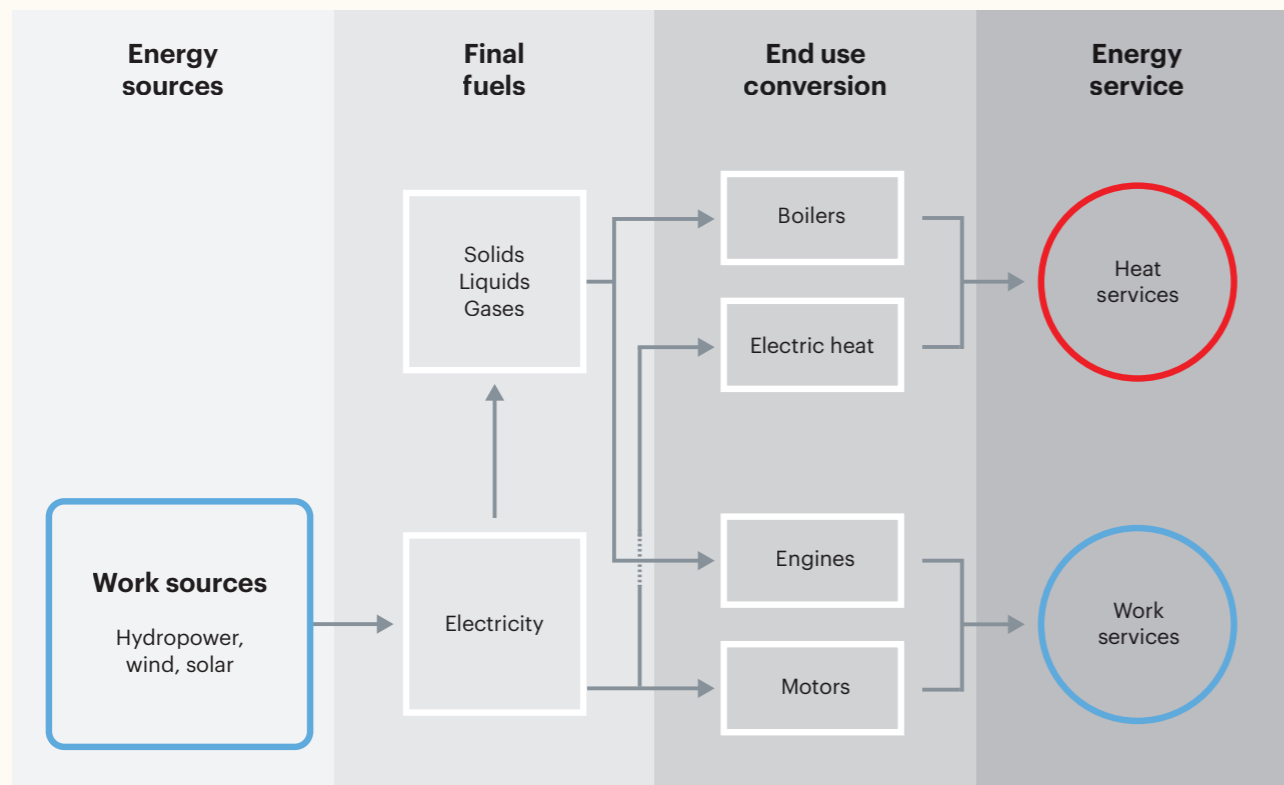 Energy
sources
Final
fuels
End use
conversion
Energy
service
Solids
Liquids
Gases
Boilers
Electric heat
Heat
services
Work sources
Hydropower,
wind, solar
Electricity
Engines
Motors
Work
services